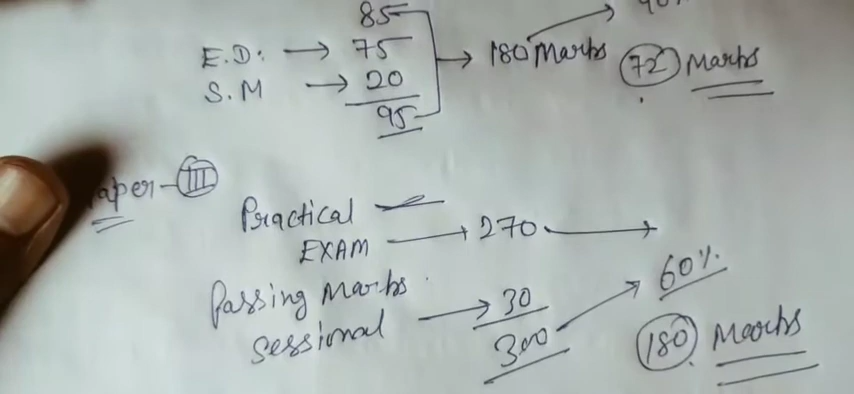 85
E.D: → 75 → 180 Marks (72) Marks
S.M → 20
95
Paper - (III)
Practical
EXAM → 270 →
Passing Marks 60%
Sessional → 30
300 (180) Marks